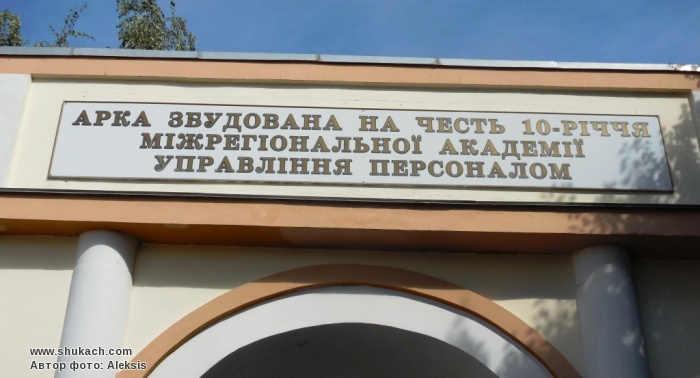 АРКА ЗБУДОВАНА НА ЧЕСТЬ 10-РІЧЧЯ
МІЖРЕГІОНАЛЬНОЇ АКАДЕМІЇ
УПРАВЛІННЯ ПЕРСОНАЛОМ
www.shukach.com
Автор фото: Aleksis